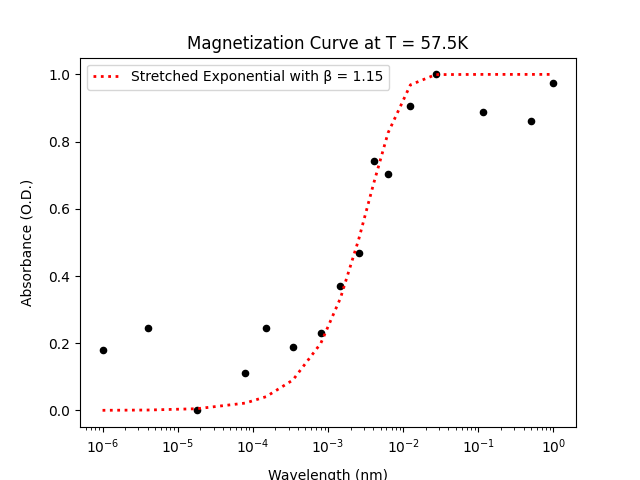 Magnetization Curve at T = 57.5K
Stretched Exponential with β = 1.15
Absorbance (O.D.)
1.0
0.8
0.6
0.4
0.2
0.0
10⁻⁶ 10⁻⁵ 10⁻⁴ 10⁻³ 10⁻² 10⁻¹ 10⁰
Wavelength (nm)